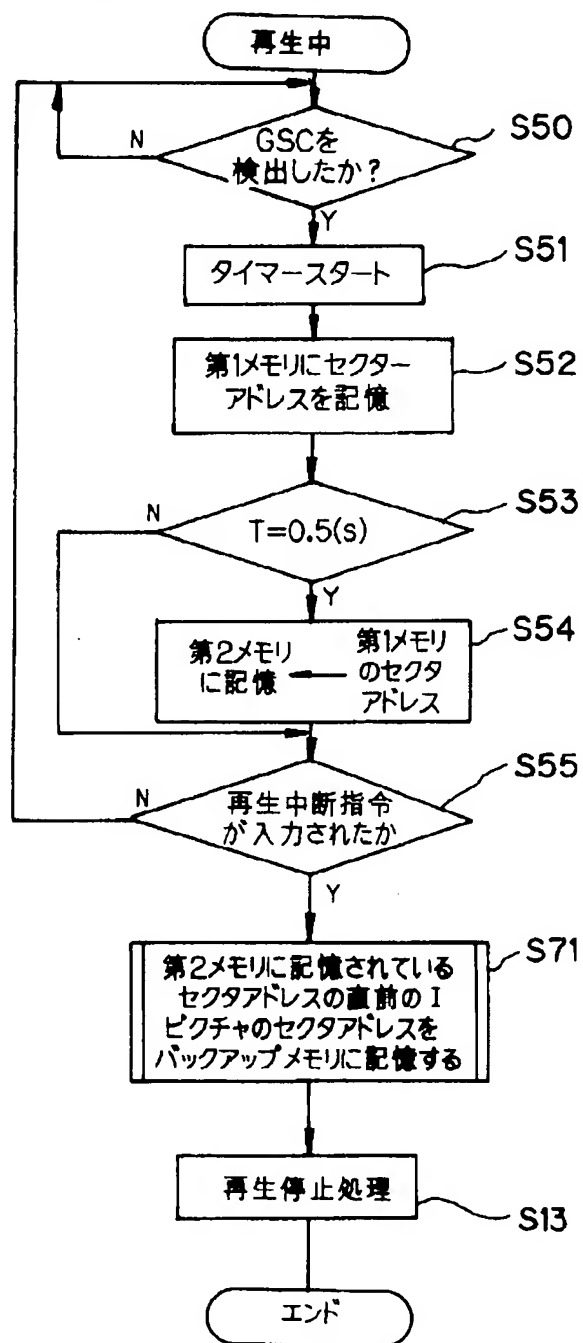 再生中
N
GSCを
検出したか?
S50
Y
タイマースタート
S51
第1メモリにセクター
アドレスを記憶
S52
N
T=0.5(s)
S53
Y
第2メモリ
に記憶
第1メモリ
のセクタ
アドレス
S54
N
再生中断指令
が入力されたか
S55
Y
第2メモリに記憶されている
セクタアドレスの直前のI
ピクチャのセクタアドレスを
バックアップメモリに記憶する
S71
再生停止処理
S13
エンド